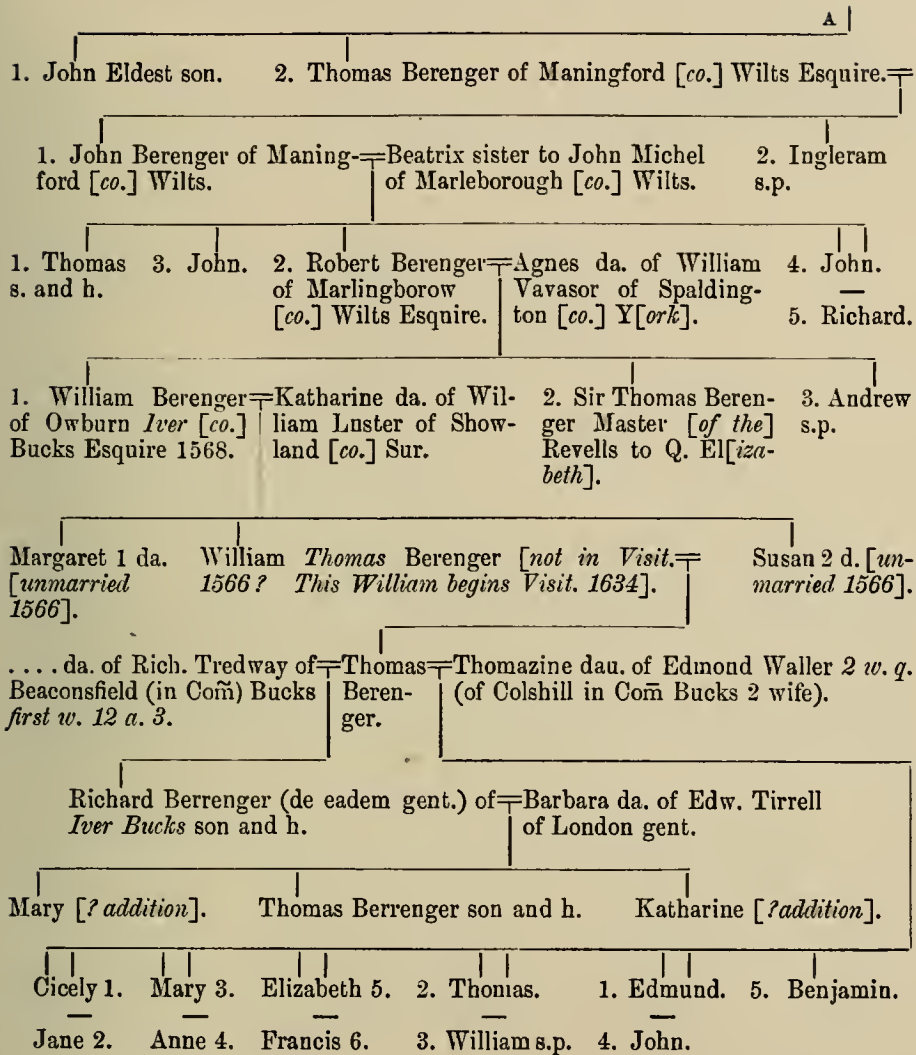 A
1. John Eldest son. 2. Thomas Berenger of Maningford [co.] Wilts Esquire.
1. John Berenger of Maning- Beatrix sister to John Michel 2. Ingleram
ford [co.] Wilts. of Marleborough [co.] Wilts. s.p.
1. Thomas 3. John. 2. Robert Berenger Agnes da. of William 4. John.
s. and h. of Marlingborow Vavasor of Spalding- —
[co.] Wilts Esquire. ton [co.] Y[ork]. 5. Richard.
1. William Berenger Katharine da. of Wil- 2. Sir Thomas Beren- 3. Andrew
of Owburn Iver [co.] liam Luster of Show- ger Master [of the] s.p.
Bucks Esquire 1568. land [co.] Sur. Revells to Q. El[iza-
beth].
Margaret 1 da. William Thomas Berenger [not in Visit. Susan 2 d. [un-
[unmarried 1566? This William begins Visit. 1634]. married 1566].
1566].
.... da. of Rich. Tredway of Thomas Thomazine dau. of Edmond Waller 2 w. q.
Beaconsfield (in Com̃) Bucks Beren- (of Colshill in Com̃ Bucks 2 wife).
first w. 12 a. 3. ger.
Richard Berrenger (de eadem gent.) of Barbara da. of Edw. Tirrell
Iver Bucks son and h. of London gent.
Mary [? addition]. Thomas Berrenger son and h. Katharine [?addition].
Cicely 1. Mary 3. Elizabeth 5. 2. Thomas. 1. Edmund. 5. Benjamin.
— — — — —
Jane 2. Anne 4. Francis 6. 3. William s.p. 4. John.